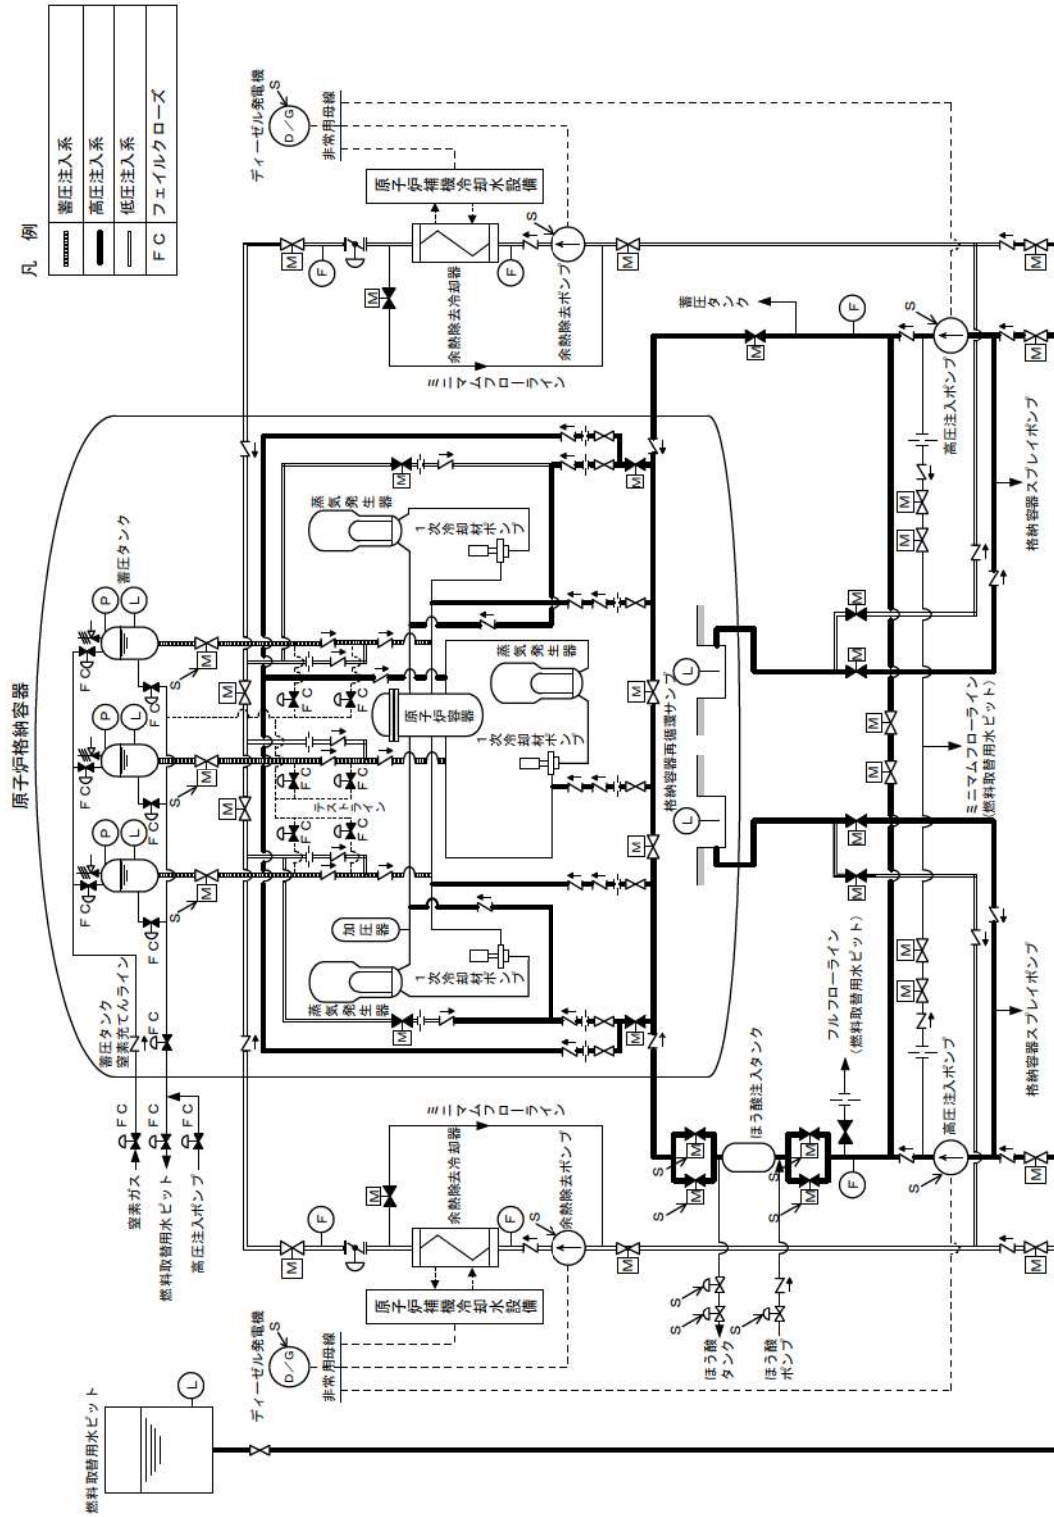 凡 例
蓄圧注入系
高圧注入系
低圧注入系
F C フェイルクローズ
原子炉格納容器
燃料取替用水ピット
L
ディーゼル発電機
S
D/G
非常用母線
原子炉補機冷却水設備
M
F
余熱除去冷却器
F
S
余熱除去ポンプ
M
M
ミニマムフローライン
窒素ガス
燃料取替用水ピット
高圧注入ポンプ
F C
F C
F C
F C
蓄圧タンク
窒素充てんライン
蓄圧タンク
P
L
P
L
P
L
F C
F C
F C
F C
F C
F C
S
M
S
M
S
M
M
M
F C
F C
F C
F C
F C
F C
テストライン
蒸気発生器
1次冷却材ポンプ
加圧器
原子炉容器
蒸気発生器
1次冷却材ポンプ
蒸気発生器
1次冷却材ポンプ
M
M
M
M
M
M
格納容器再循環サンプ
L
L
ディーゼル発電機
S
D/G
非常用母線
原子炉補機冷却水設備
M
F
余熱除去冷却器
F
S
余熱除去ポンプ
M
M
ミニマムフローライン
蓄圧タンク
M
F
S
M
S
M
ほう酸注入タンク
S
M
S
M
F
S
S
S
ほう酸
タンク
ほう酸
ポンプ
フルフローライン
(燃料取替用水ピット)
M
M
M
M
M
M
ミニマムフローライン
(燃料取替用水ピット)
M
M
M
M
S
高圧注入ポンプ
S
高圧注入ポンプ
格納容器スプレイポンプ
格納容器スプレイポンプ
M
M
M
M